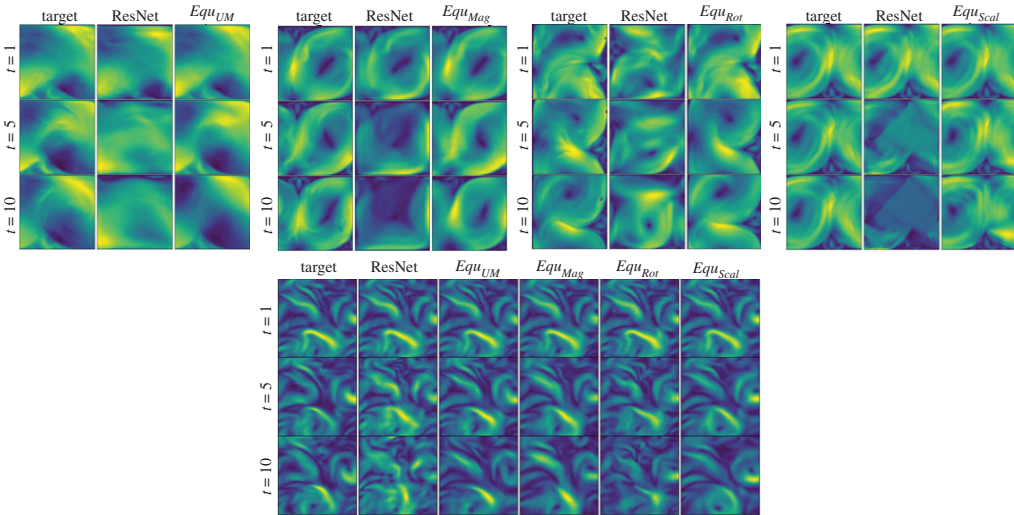 target ResNet Equ_UM
t = 1
t = 5
t = 10
target ResNet Equ_Mag
t = 1
t = 5
t = 10
target ResNet Equ_Rot
t = 1
t = 5
t = 10
target ResNet Equ_Scal
t = 1
t = 5
t = 10
target ResNet Equ_UM Equ_Mag Equ_Rot Equ_Scal
t = 1
t = 5
t = 10